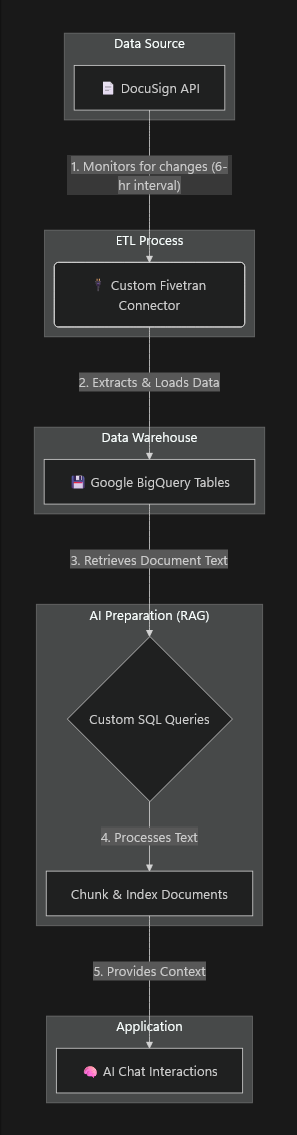 Data Source
DocuSign API
1. Monitors for changes (6-
hr interval)
ETL Process
Custom Fivetran
Connector
2. Extracts & Loads Data
Data Warehouse
Google BigQuery Tables
3. Retrieves Document Text
AI Preparation (RAG)
Custom SQL Queries
4. Processes Text
Chunk & Index Documents
5. Provides Context
Application
AI Chat Interactions